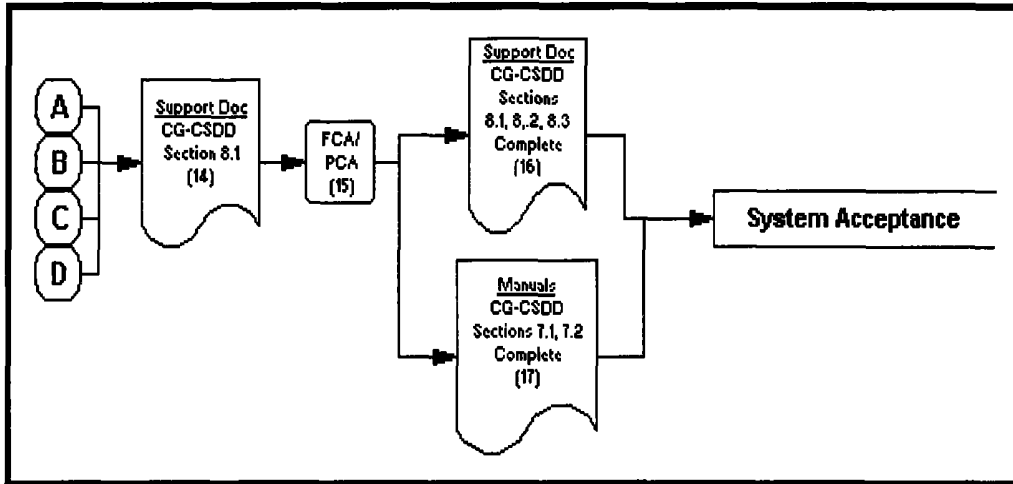 A
B
C
D
Support Doc
CG-CSDD
Section 8.1
(14)
FCA/
PCA
(15)
Support Doc
CG-CSDD
Sections
8.1, 8,.2, 8.3
Complete
(16)
Manuals
CG-CSDD
Sections 7.1, 7.2
Complete
(17)
System Acceptance